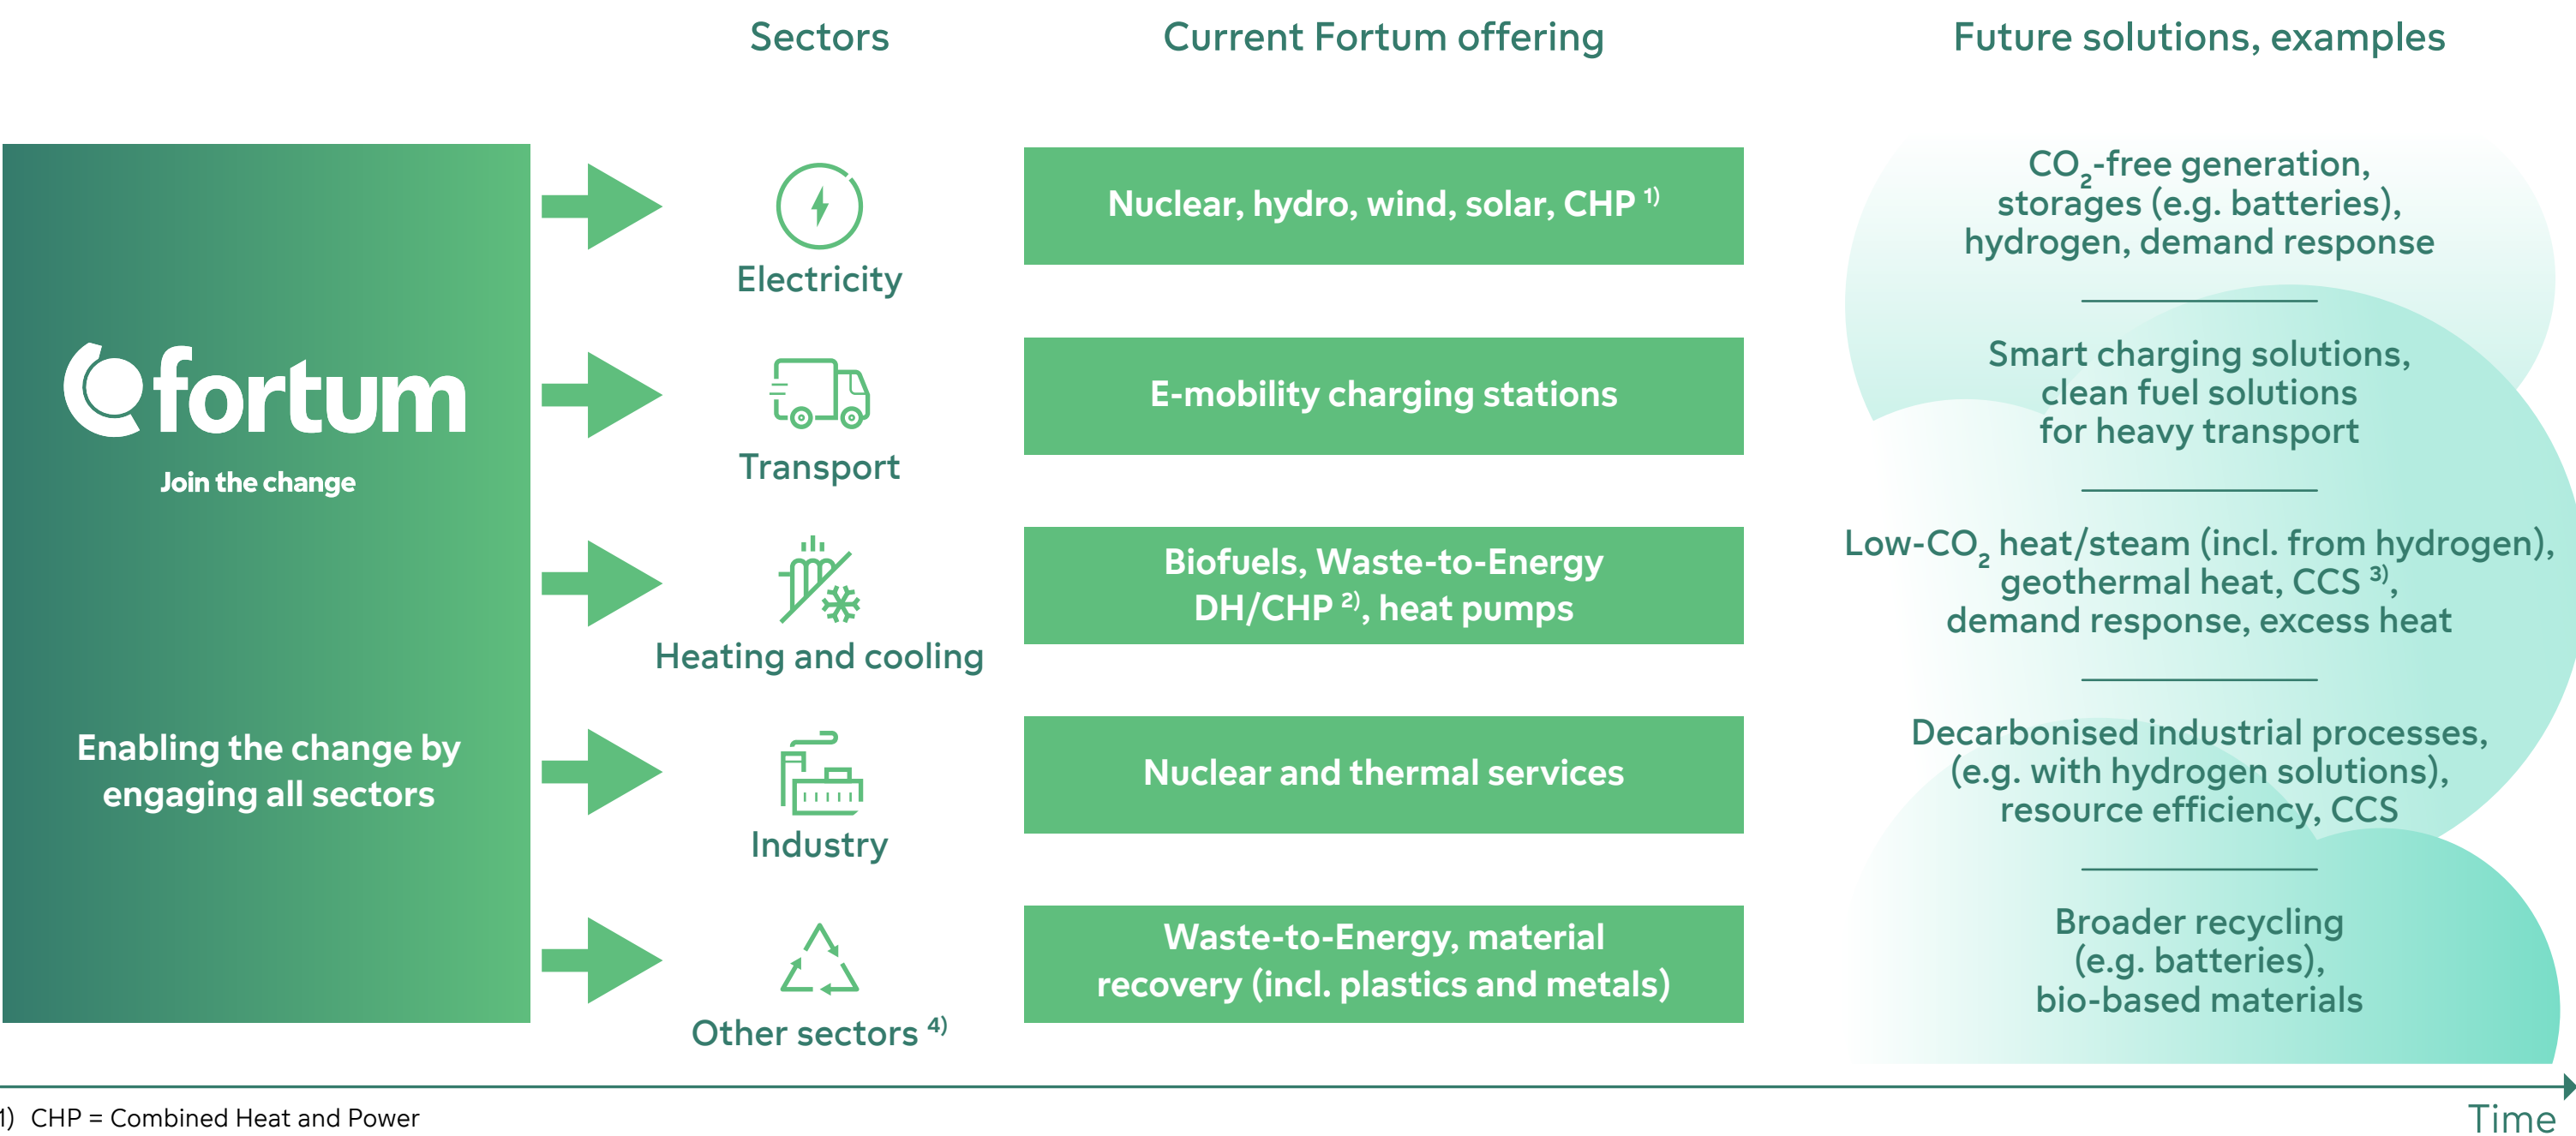 Sectors
Current Fortum offering
Future solutions, examples
fortum
Join the change
Enabling the change by
engaging all sectors
Electricity
Nuclear, hydro, wind, solar, CHP 1)
CO2-free generation,
storages (e.g. batteries),
hydrogen, demand response
Transport
E-mobility charging stations
Smart charging solutions,
clean fuel solutions
for heavy transport
Heating and cooling
Biofuels, Waste-to-Energy
DH/CHP 2), heat pumps
Low-CO2 heat/steam (incl. from hydrogen),
geothermal heat, CCS 3),
demand response, excess heat
Industry
Nuclear and thermal services
Decarbonised industrial processes,
(e.g. with hydrogen solutions),
resource efficiency, CCS
Other sectors 4)
Waste-to-Energy, material
recovery (incl. plastics and metals)
Broader recycling
(e.g. batteries),
bio-based materials
Time
1) CHP = Combined Heat and Power